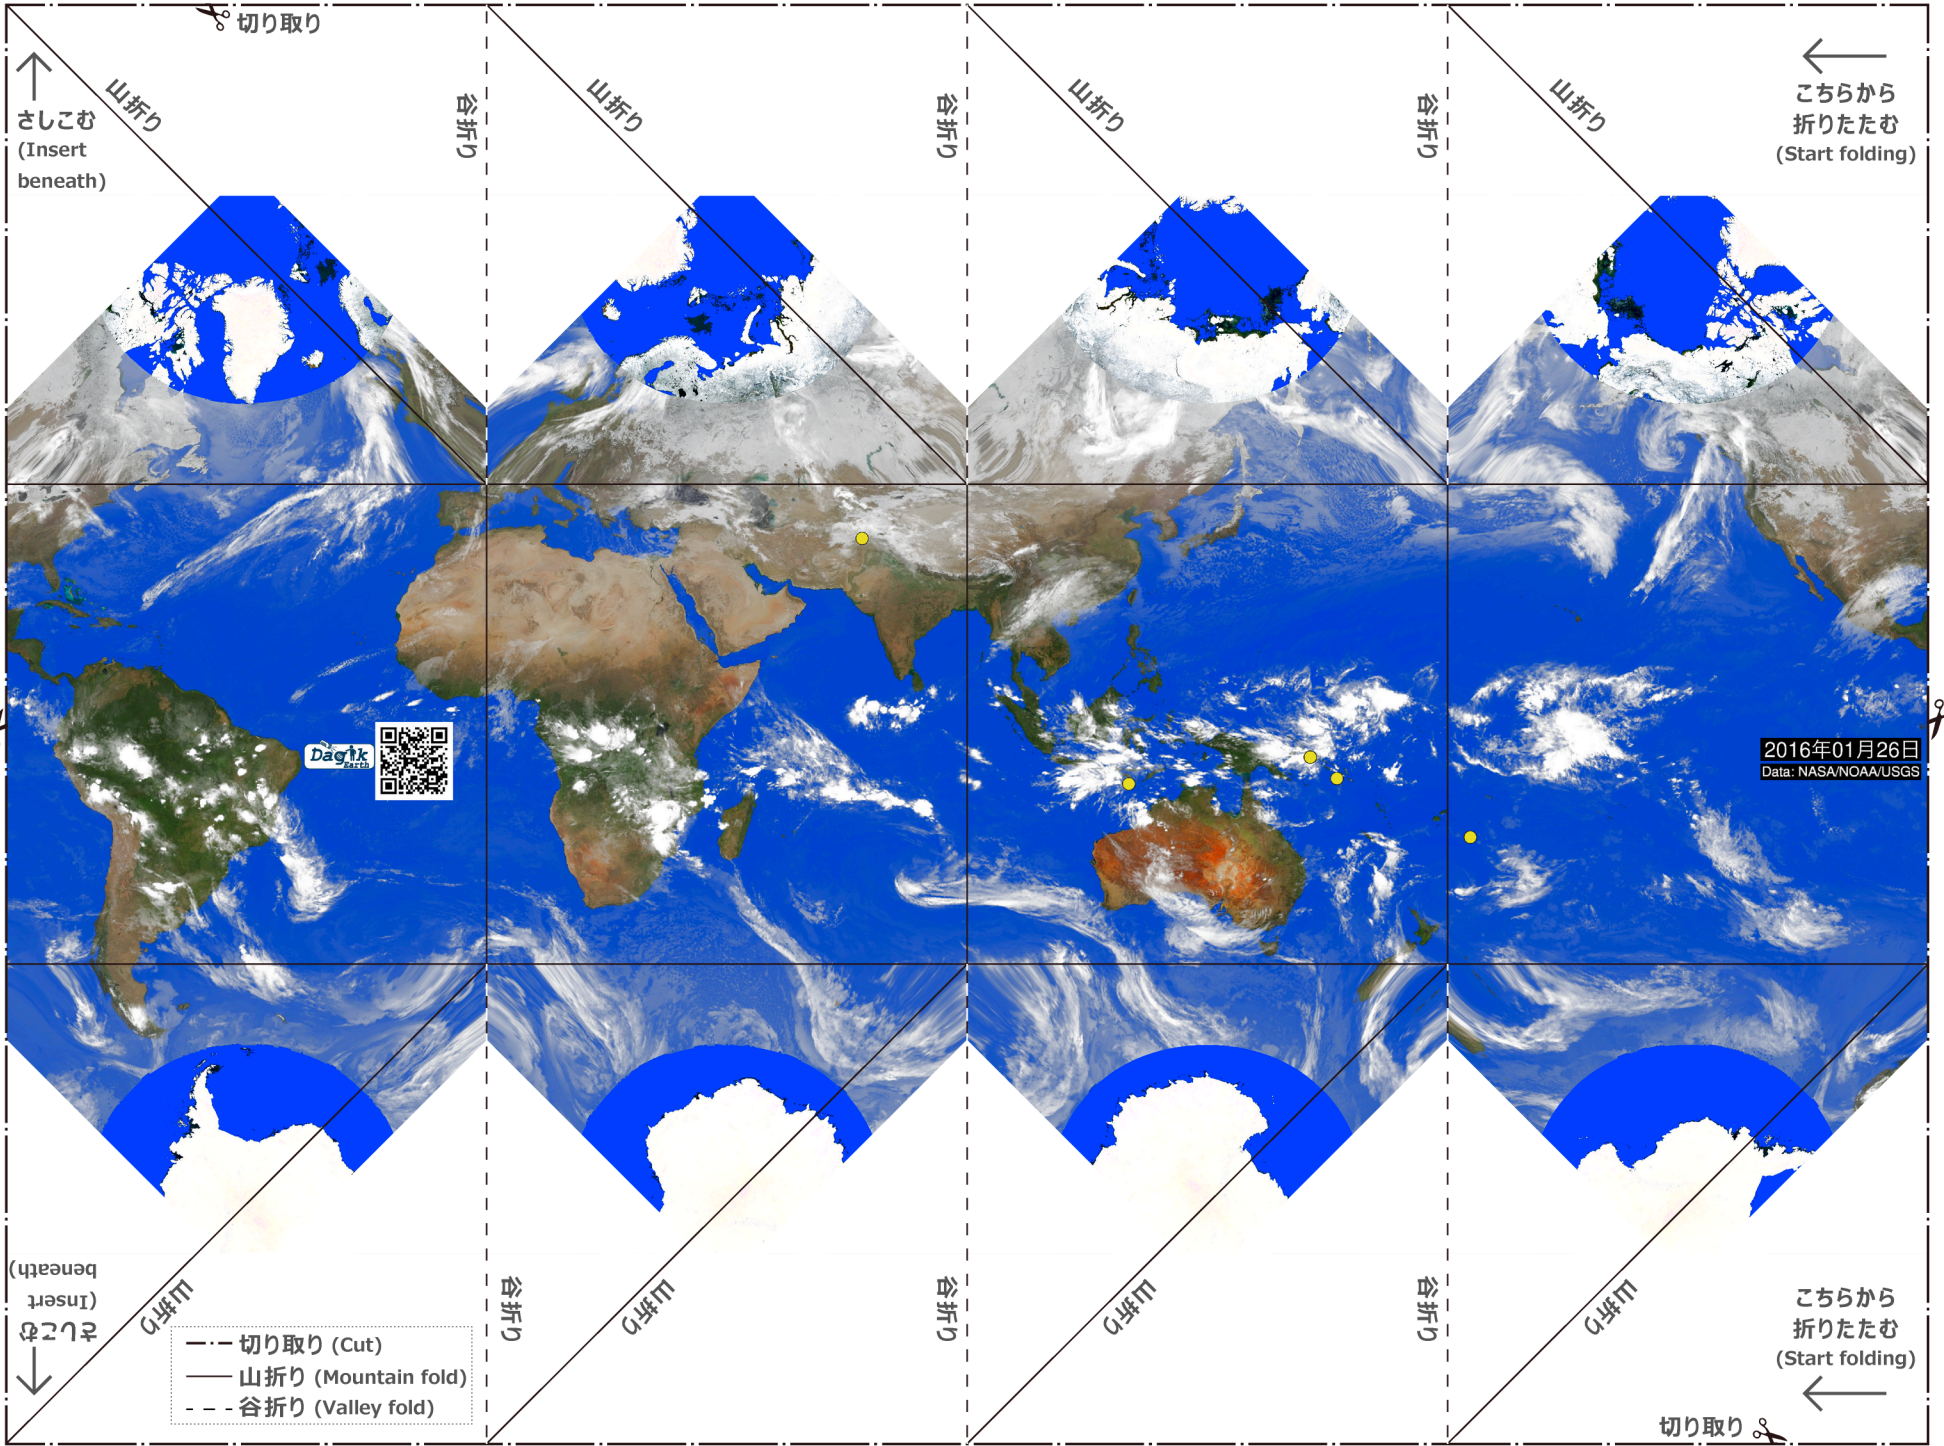 切り取り
山折り
谷折り
山折り
谷折り
山折り
谷折り
山折り
さしこむ
(Insert
beneath)
こちらから
折りたたむ
(Start folding)
Dagik
Earth
2016年01月26日
Data: NASA/NOAA/USGS
さしこむ
(Insert
beneath)
山折り
谷折り
山折り
谷折り
山折り
谷折り
山折り
こちらから
折りたたむ
(Start folding)
切り取り (Cut)
山折り (Mountain fold)
谷折り (Valley fold)
切り取り